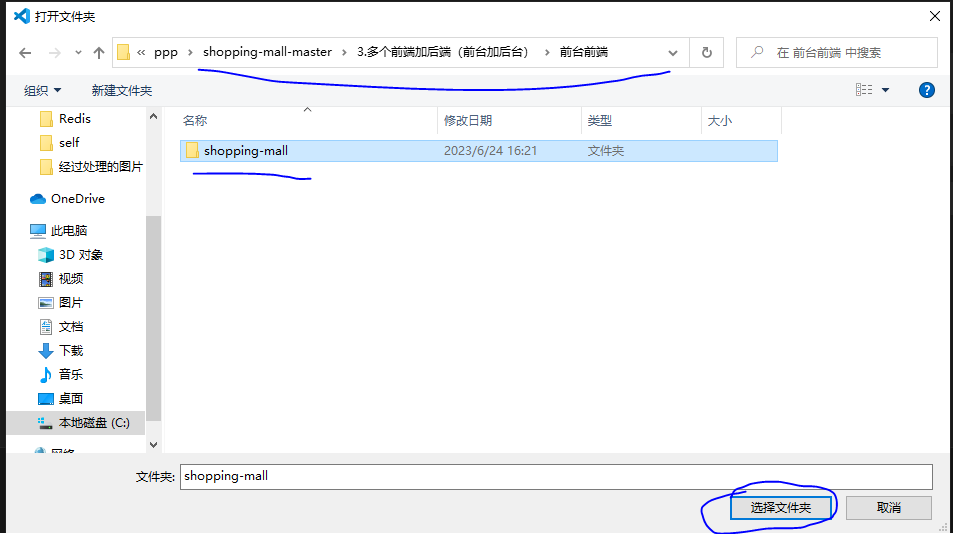 打开文件夹
« ppp › shopping-mall-master › 3.多个前端加后端（前台加后台） › 前台前端
在 前台前端 中搜索
组织 新建文件夹
名称 修改日期 类型 大小
shopping-mall 2023/6/24 16:21 文件夹
Redis
self
经过处理的图片
OneDrive
此电脑
3D 对象
视频
图片
文档
下载
音乐
桌面
本地磁盘 (C:)
网络
文件夹: shopping-mall
选择文件夹 取消